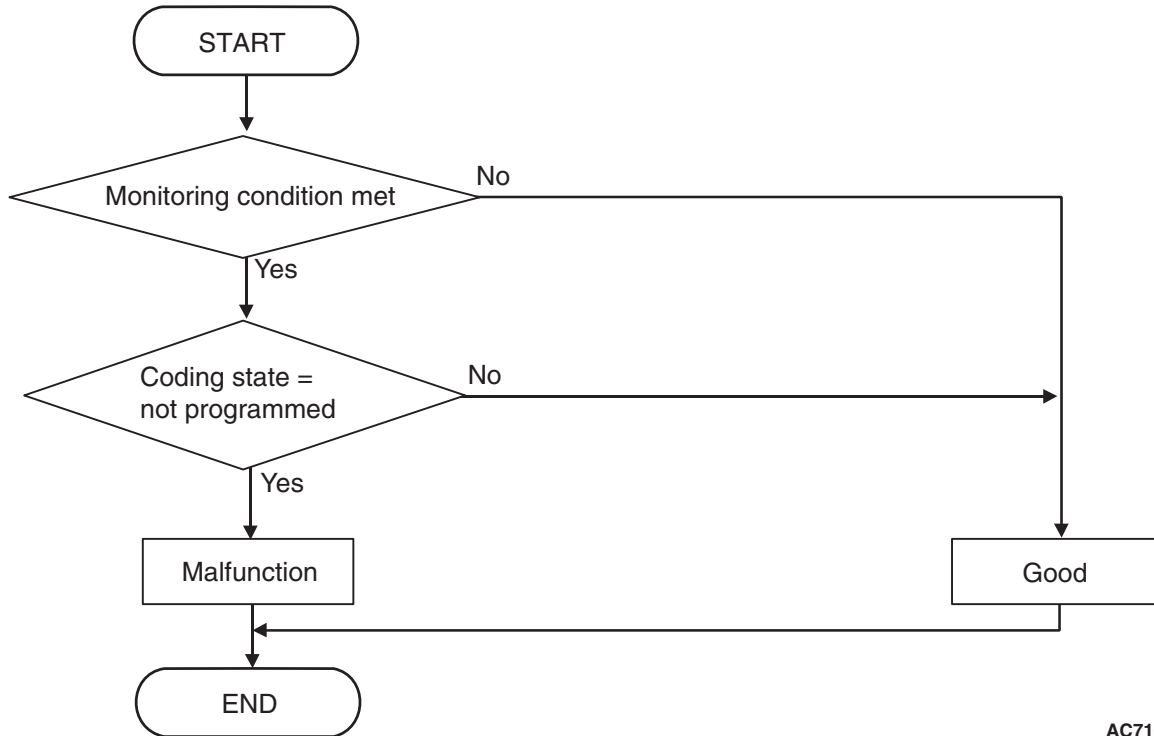 START
Monitoring condition met
No
Yes
Coding state =
not programmed
No
Yes
Malfunction
Good
END
AC71